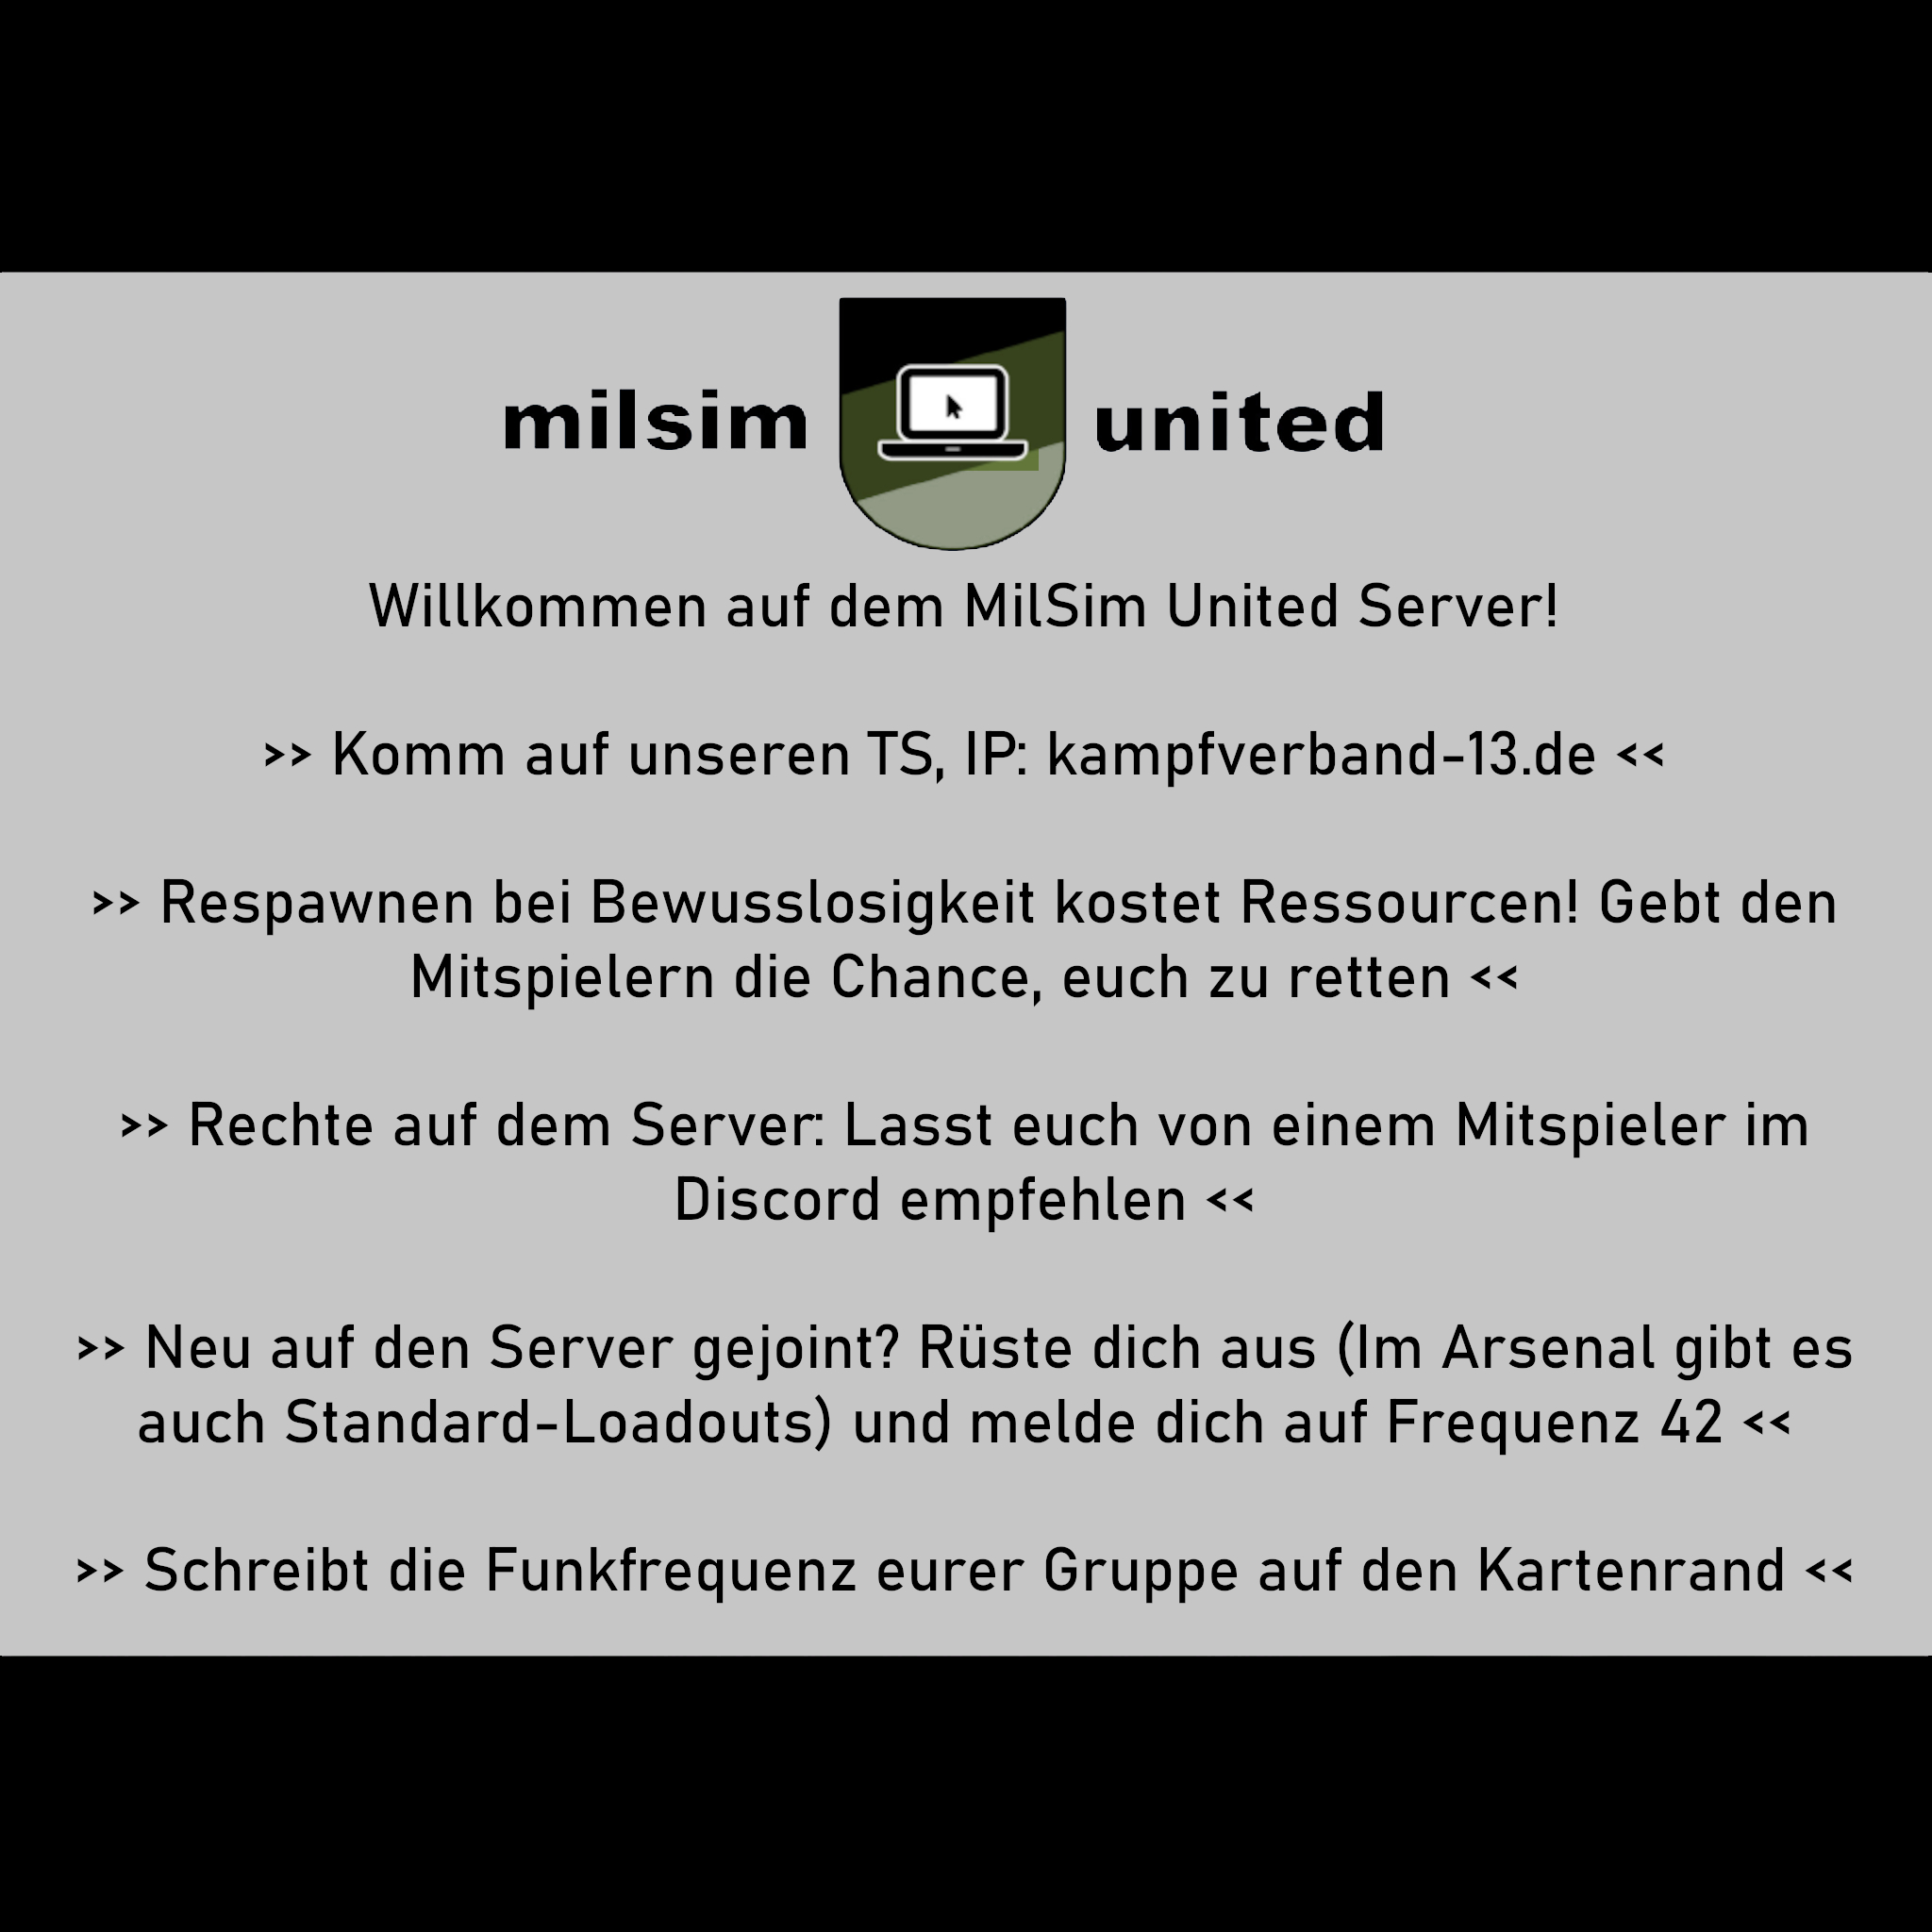 milsim united
Willkommen auf dem MilSim United Server!
>> Komm auf unseren TS, IP: kampfverband-13.de <<
>> Respawnen bei Bewusslosigkeit kostet Ressourcen! Gebt den
Mitspielern die Chance, euch zu retten <<
>> Rechte auf dem Server: Lasst euch von einem Mitspieler im
Discord empfehlen <<
>> Neu auf den Server gejoint? Rüste dich aus (Im Arsenal gibt es
auch Standard-Loadouts) und melde dich auf Frequenz 42 <<
>> Schreibt die Funkfrequenz eurer Gruppe auf den Kartenrand <<